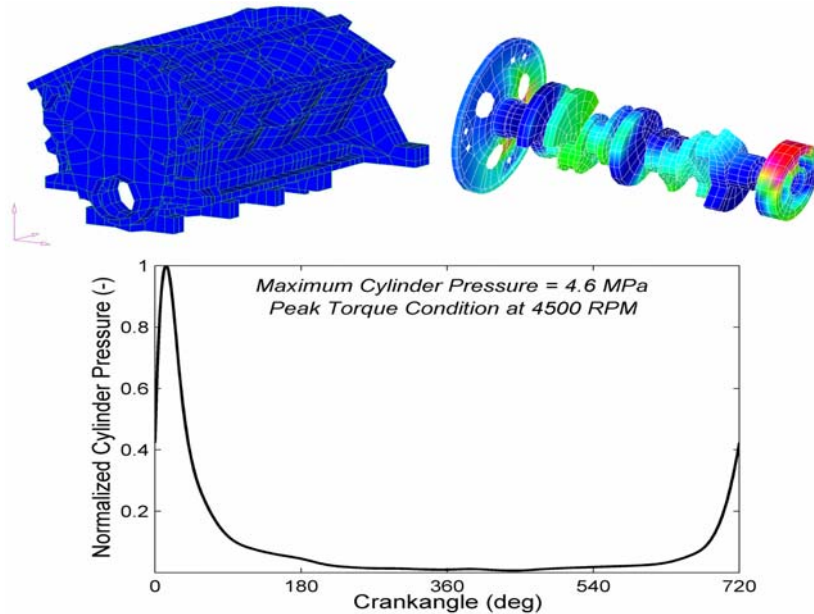 Maximum Cylinder Pressure = 4.6 MPa
Peak Torque Condition at 4500 RPM
Normalized Cylinder Pressure (-)
1
0.8
0.6
0.4
0.2
0 180 360 540 720
Crankangle (deg)